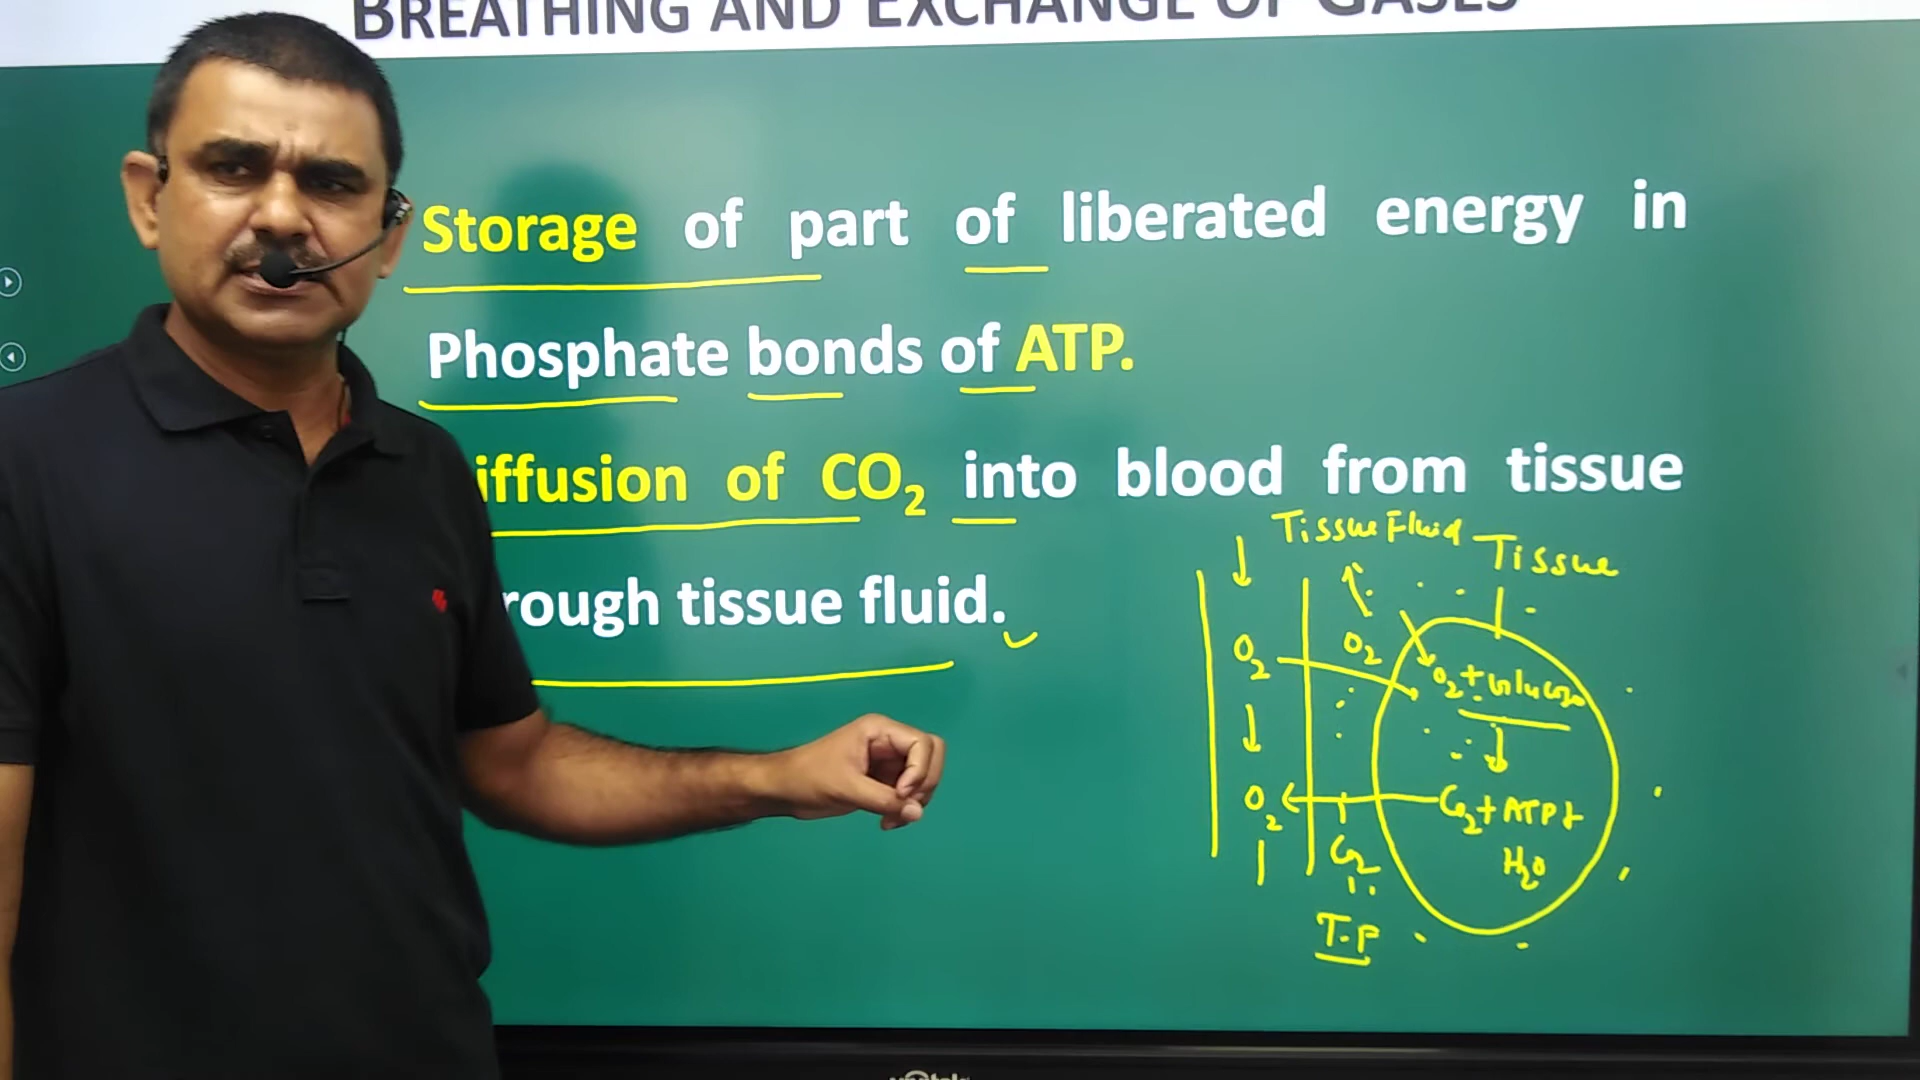 BREATHING AND EXCHANGE OF GASES
Storage of part of liberated energy in
Phosphate bonds of ATP.
iffusion of CO2 into blood from tissue
rough tissue fluid.
Tissue Fluid
Tissue
O2
O2
O2 + Glucose
O2
CO2 + ATP +
H2O
CO2